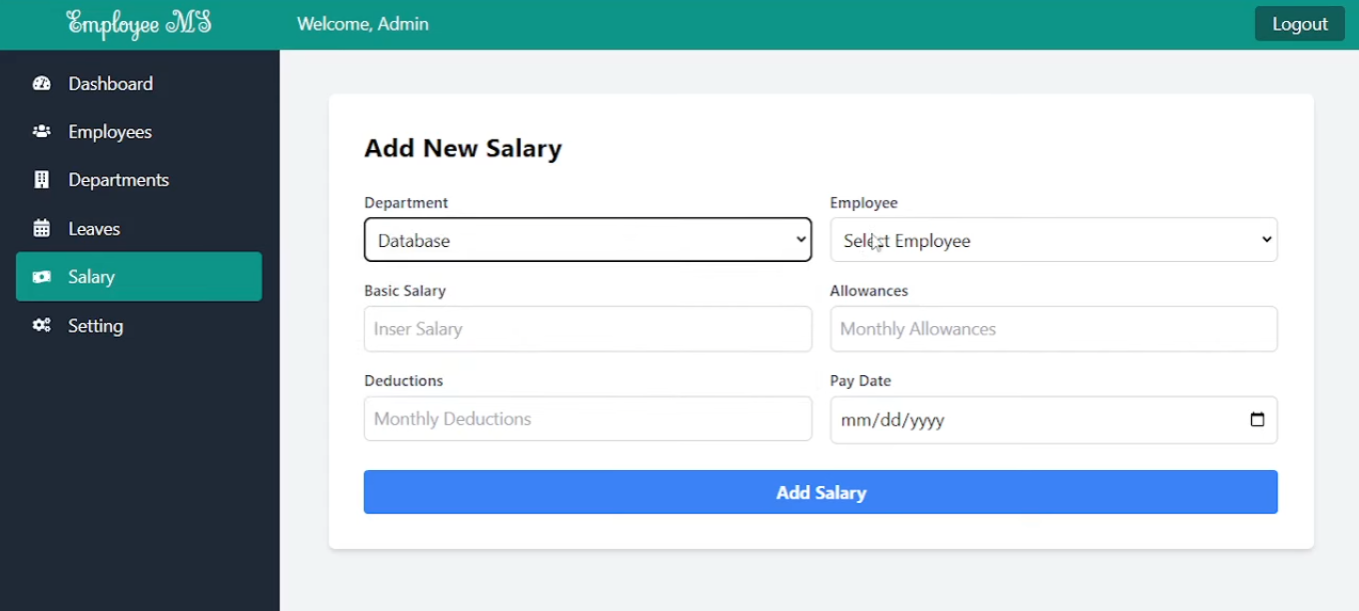 Employee MS
Welcome, Admin
Logout
Dashboard
Employees
Departments
Leaves
Salary
Setting
Add New Salary
Department
Employee
Database
Select Employee
Basic Salary
Allowances
Inser Salary
Monthly Allowances
Deductions
Pay Date
Monthly Deductions
mm/dd/yyyy
Add Salary